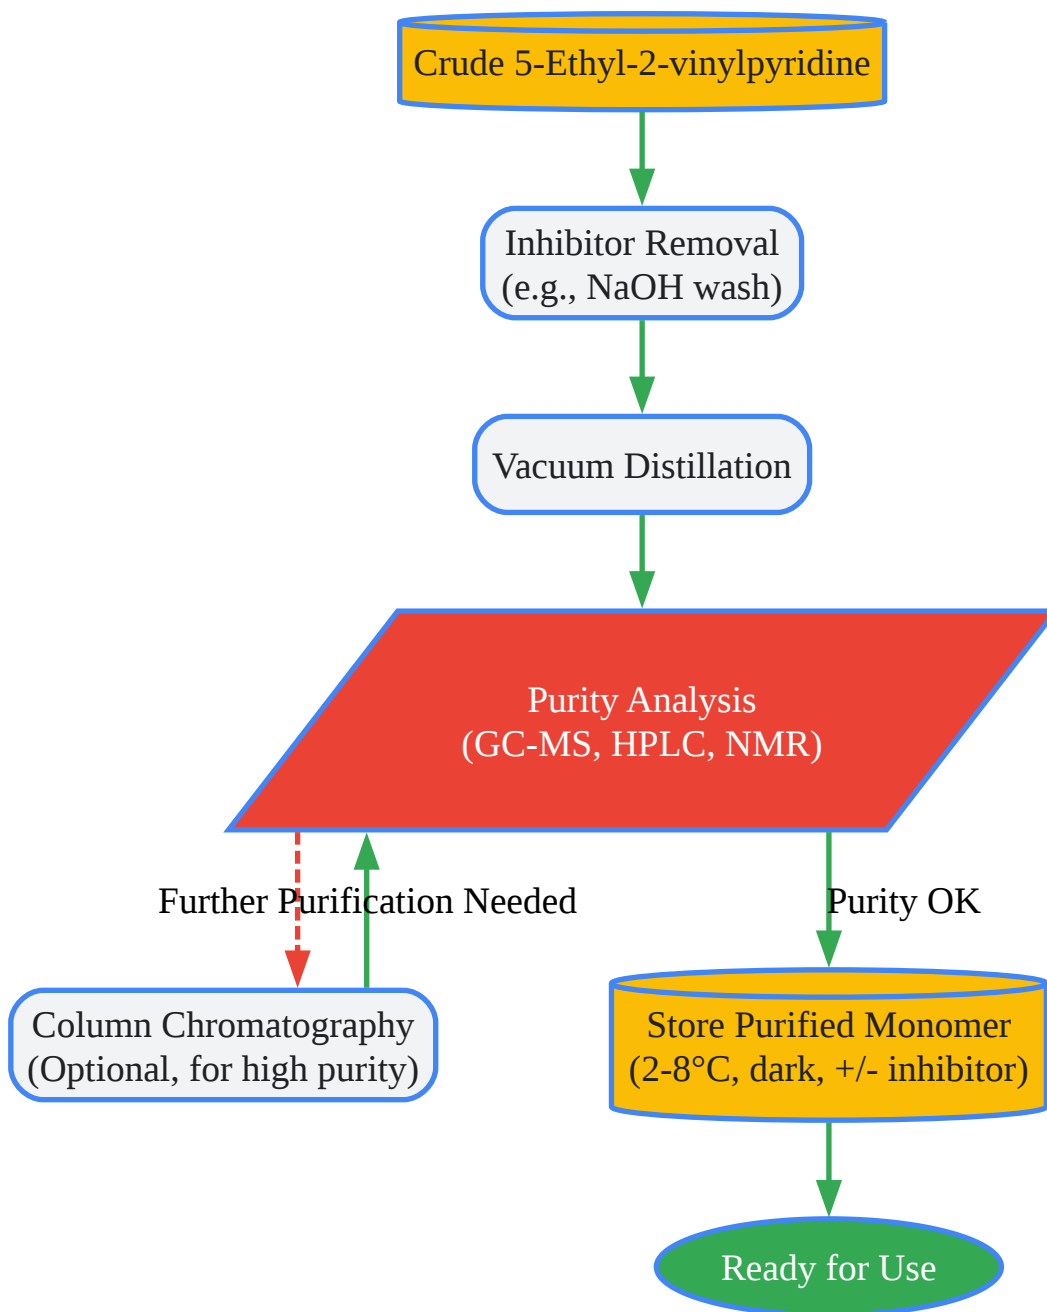 Crude 5-Ethyl-2-vinylpyridine
Inhibitor Removal
(e.g., NaOH wash)
Vacuum Distillation
Purity Analysis
(GC-MS, HPLC, NMR)
Further Purification Needed
Purity OK
Column Chromatography
(Optional, for high purity)
Store Purified Monomer
(2-8°C, dark, +/- inhibitor)
Ready for Use